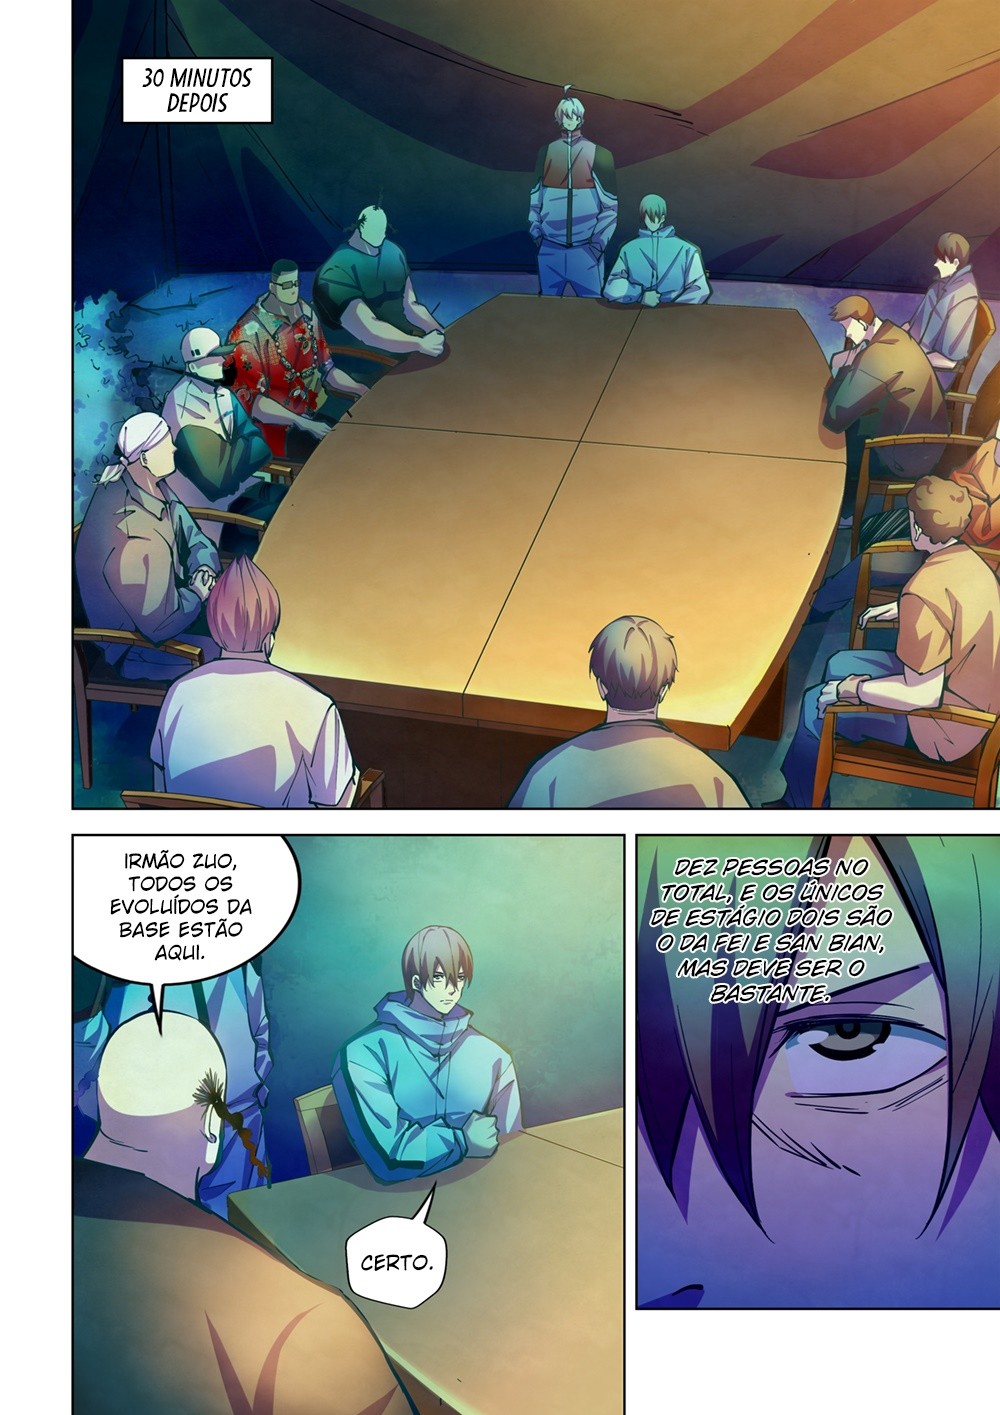 30 MINUTOS
DEPOIS
IRMÃO ZUO,
TODOS OS
EVOLUÍDOS DA
BASE ESTÃO
AQUI.
CERTO.
DEZ PESSOAS NO
TOTAL, E OS ÚNICOS
DE ESTÁGIO DOIS SÃO
O DA FEI E SAN BIAN,
MAS DEVE SER O
BASTANTE.